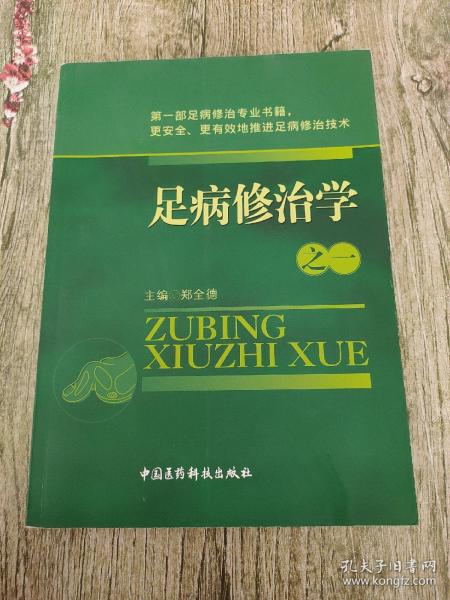 第一部足病修治专业书籍，
更安全、更有效地推进足病修治技术
足病修治学
之一
主编 郑全德
ZUBING
XIUZHI XUE
中国医药科技出版社
孔夫子旧书网
www.kongfz.com